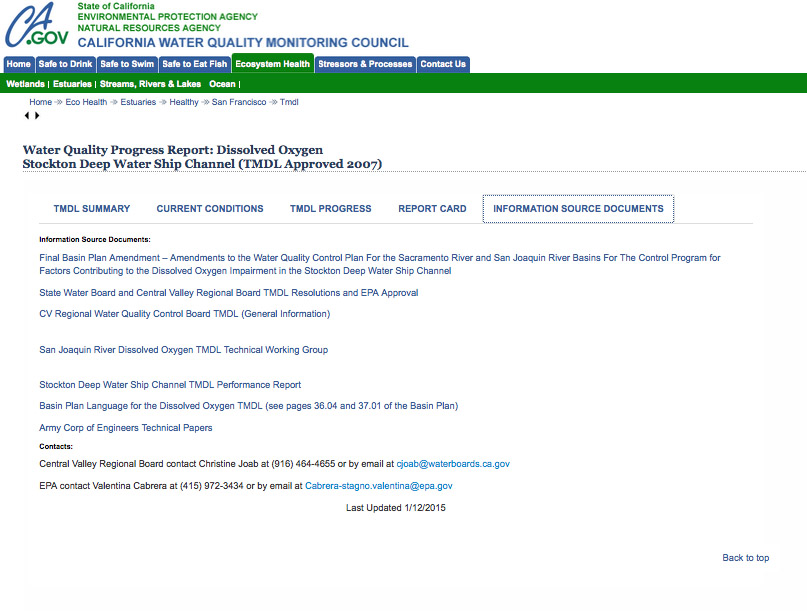 CA.GOV
State of California
ENVIRONMENTAL PROTECTION AGENCY
NATURAL RESOURCES AGENCY
CALIFORNIA WATER QUALITY MONITORING COUNCIL
Home Safe to Drink Safe to Swim Safe to Eat Fish Ecosystem Health Stressors & Processes Contact Us
Wetlands | Estuaries | Streams, Rivers & Lakes Ocean |
Home -» Eco Health -» Estuaries -» Healthy -» San Francisco -» Tmdl
Water Quality Progress Report: Dissolved Oxygen
Stockton Deep Water Ship Channel (TMDL Approved 2007)
TMDL SUMMARY CURRENT CONDITIONS TMDL PROGRESS REPORT CARD INFORMATION SOURCE DOCUMENTS
Information Source Documents:
Final Basin Plan Amendment – Amendments to the Water Quality Control Plan For the Sacramento River and San Joaquin River Basins For The Control Program for
Factors Contributing to the Dissolved Oxygen Impairment in the Stockton Deep Water Ship Channel
State Water Board and Central Valley Regional Board TMDL Resolutions and EPA Approval
CV Regional Water Quality Control Board TMDL (General Information)
San Joaquin River Dissolved Oxygen TMDL Technical Working Group
Stockton Deep Water Ship Channel TMDL Performance Report
Basin Plan Language for the Dissolved Oxygen TMDL (see pages 36.04 and 37.01 of the Basin Plan)
Army Corp of Engineers Technical Papers
Contacts:
Central Valley Regional Board contact Christine Joab at (916) 464-4655 or by email at cjoab@waterboards.ca.gov
EPA contact Valentina Cabrera at (415) 972-3434 or by email at Cabrera-stagno.valentina@epa.gov
Last Updated 1/12/2015
Back to top